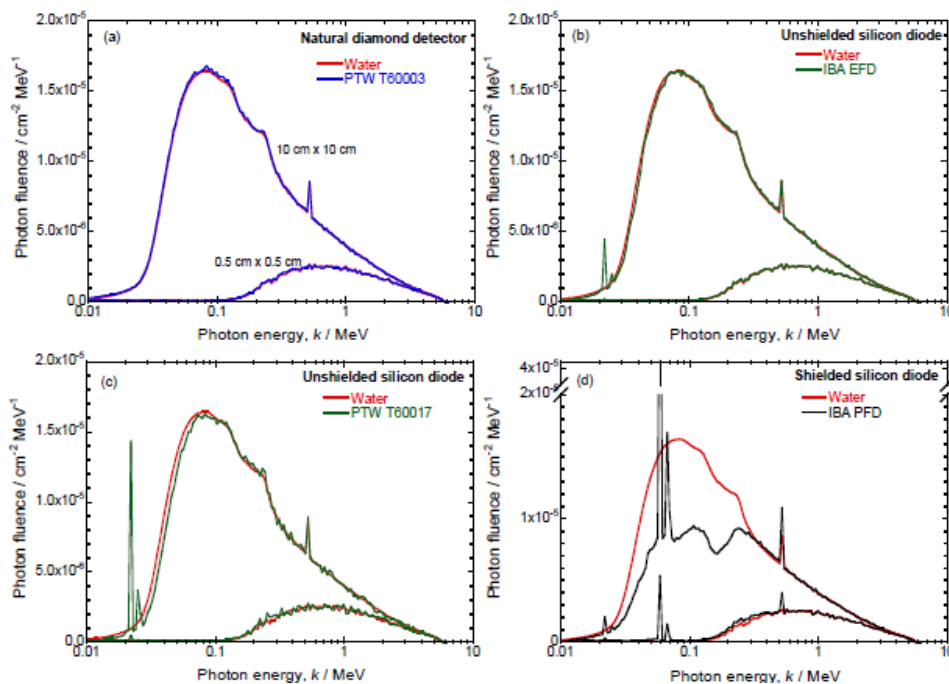 (a)
Natural diamond detector
Water
PTW T60003
10 cm x 10 cm
0.5 cm x 0.5 cm
Photon fluence / cm⁻² MeV⁻¹
2.0x10⁻⁵
1.5x10⁻⁵
1.0x10⁻⁵
5.0x10⁻⁶
0.0
0.01 0.1 1 10
Photon energy, k / MeV
(b)
Unshielded silicon diode
Water
IBA EFD
Photon fluence / cm⁻² MeV⁻¹
2.0x10⁻⁵
1.5x10⁻⁵
1.0x10⁻⁵
5.0x10⁻⁶
0.0
0.01 0.1 1 10
Photon energy, k / MeV
(c)
Unshielded silicon diode
Water
PTW T60017
Photon fluence / cm⁻² MeV⁻¹
2.0x10⁻⁵
1.5x10⁻⁵
1.0x10⁻⁵
5.0x10⁻⁶
0.0
0.01 0.1 1 10
Photon energy, k / MeV
(d)
Shielded silicon diode
Water
IBA PFD
Photon fluence / cm⁻² MeV⁻¹
4x10⁻⁵
1x10⁻⁵
0
0.01 0.1 1 10
Photon energy, k / MeV